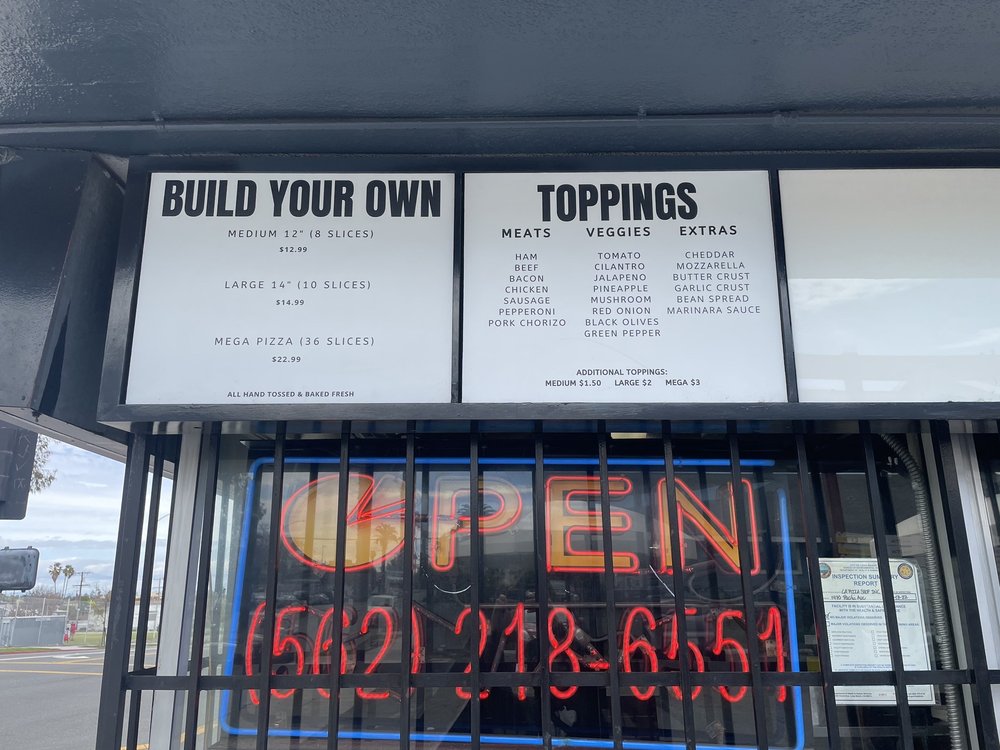 BUILD YOUR OWN
MEDIUM 12" (8 SLICES)
$12.99
LARGE 14" (10 SLICES)
$14.99
MEGA PIZZA (36 SLICES)
$22.99
ALL HAND TOSSED & BAKED FRESH
TOPPINGS
MEATS
HAM
BEEF
BACON
CHICKEN
SAUSAGE
PEPPERONI
PORK CHORIZO
VEGGIES
TOMATO
CILANTRO
JALAPENO
PINEAPPLE
MUSHROOM
RED ONION
BLACK OLIVES
GREEN PEPPER
EXTRAS
CHEDDAR
MOZZARELLA
BUTTER CRUST
GARLIC CRUST
BEAN SPREAD
MARINARA SAUCE
ADDITIONAL TOPPINGS:
MEDIUM $1.50 LARGE $2 MEGA $3
OPEN
(562) 218-6551
INSPECTION
REPORT